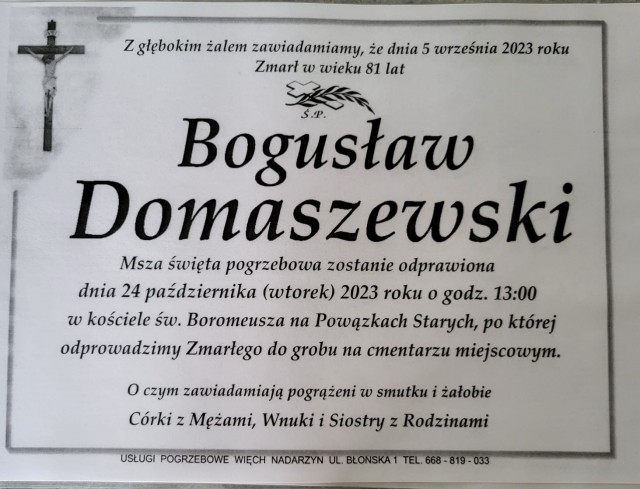 Z głębokim żalem zawiadamiamy, że dnia 5 września 2023 roku
Zmarł w wieku 81 lat
Ś.P.
Bogusław
Domaszewski
Msza święta pogrzebowa zostanie odprawiona
dnia 24 października (wtorek) 2023 roku o godz. 13:00
w kościele św. Boromeusza na Powązkach Starych, po której
odprowadzimy Zmarłego do grobu na cmentarzu miejscowym.
O czym zawiadamiają pogrążeni w smutku i żałobie
Córki z Mężami, Wnuki i Siostry z Rodzinami
USŁUGI POGRZEBOWE WIĘCH NADARZYN UL. BŁOŃSKA 1 TEL. 668 - 819 - 033